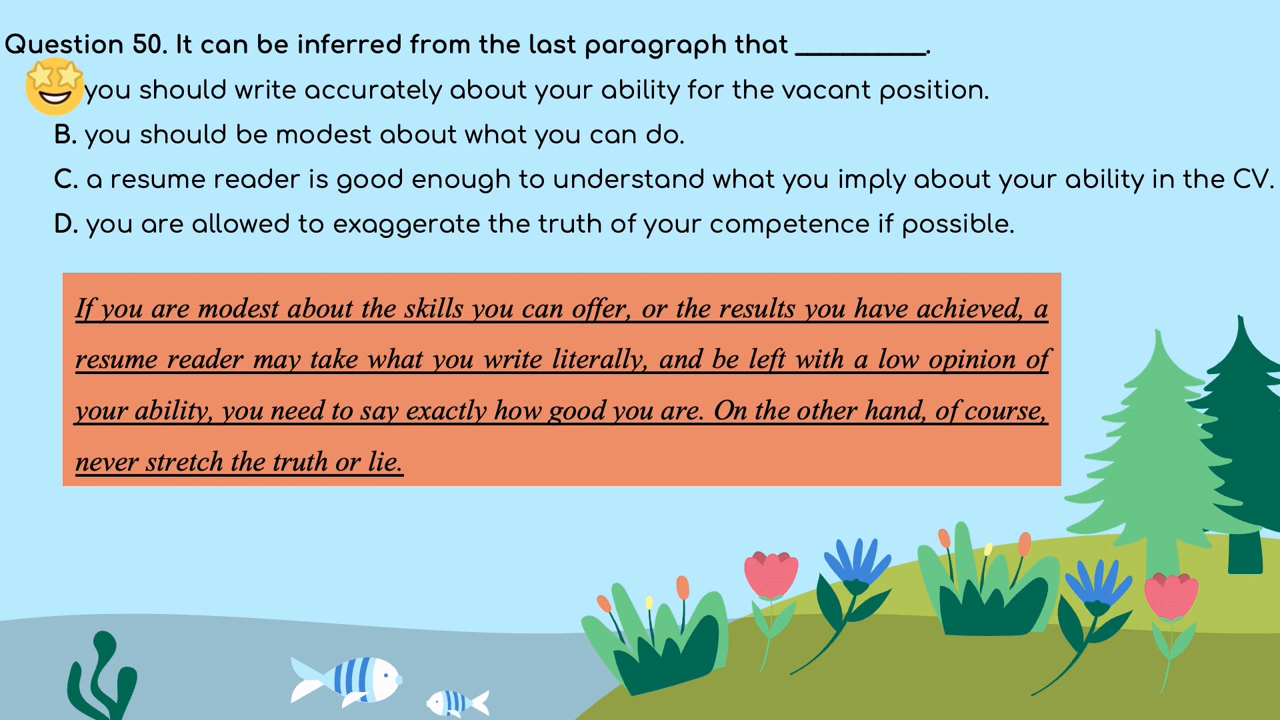 Question 50. It can be inferred from the last paragraph that __________.
you should write accurately about your ability for the vacant position.
B. you should be modest about what you can do.
C. a resume reader is good enough to understand what you imply about your ability in the CV.
D. you are allowed to exaggerate the truth of your competence if possible.
If you are modest about the skills you can offer, or the results you have achieved, a
resume reader may take what you write literally, and be left with a low opinion of
your ability, you need to say exactly how good you are. On the other hand, of course,
never stretch the truth or lie.